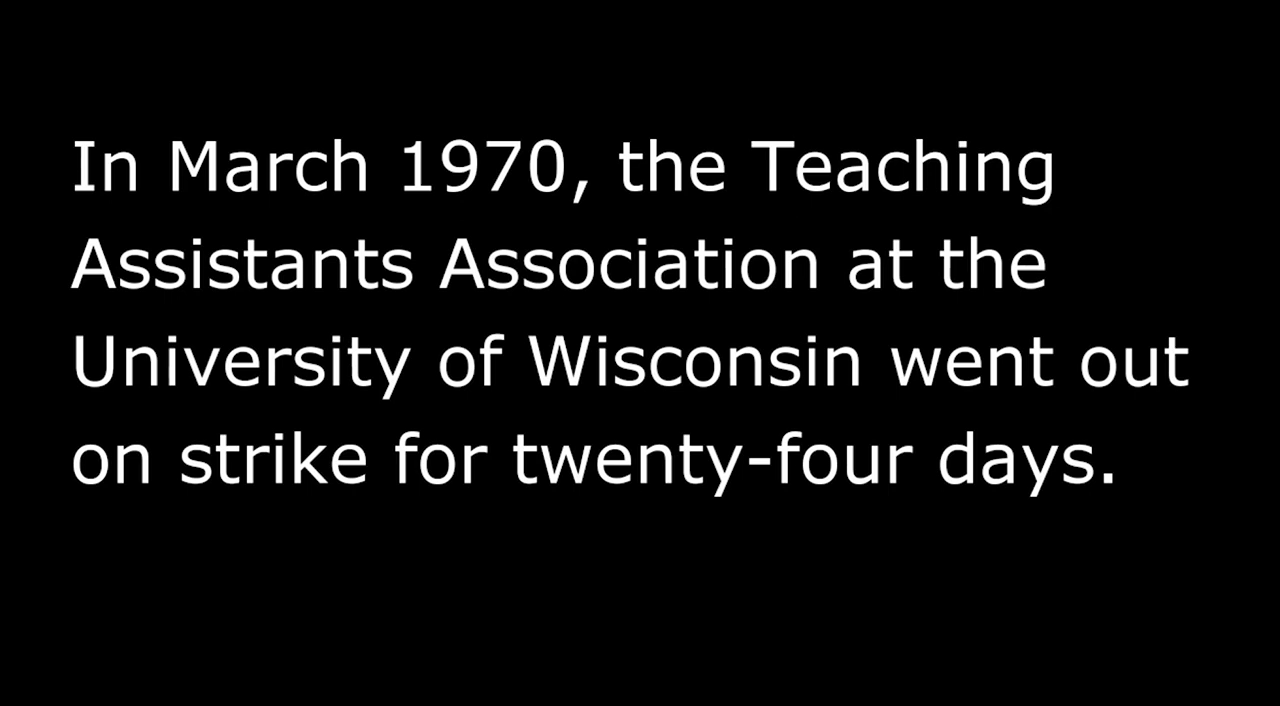 In March 1970, the Teaching
Assistants Association at the
University of Wisconsin went out
on strike for twenty-four days.